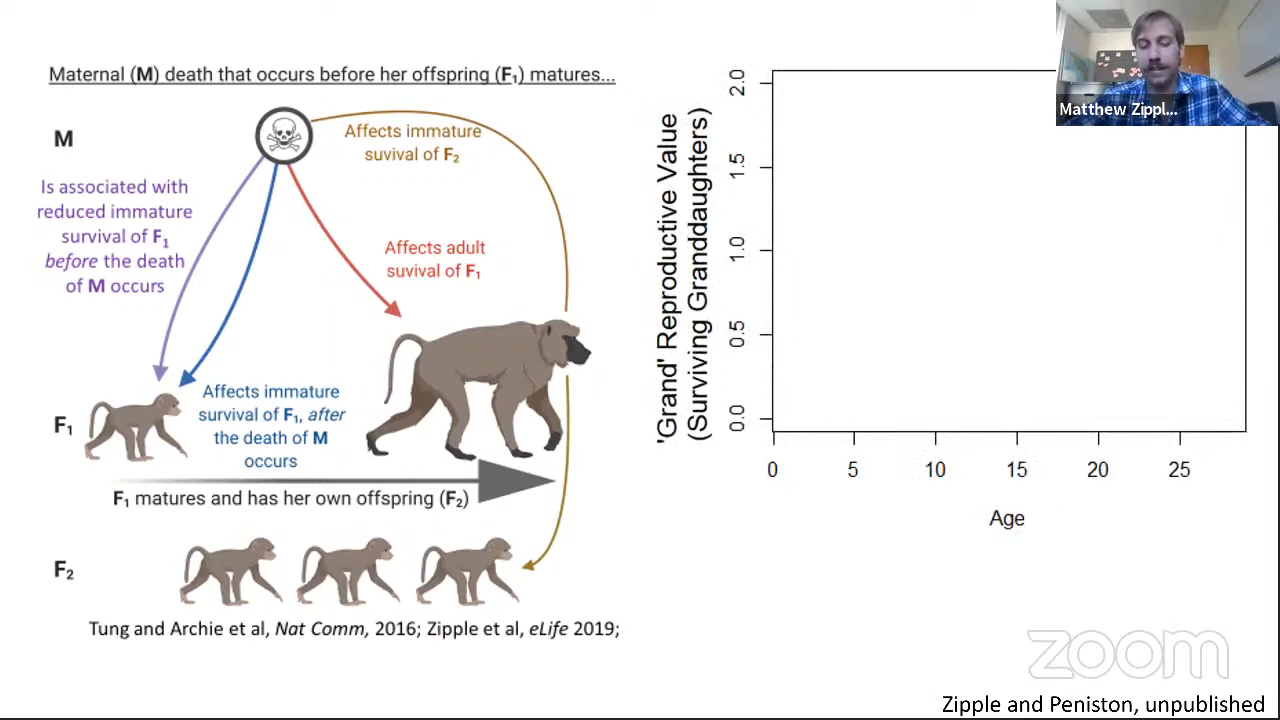 Maternal (M) death that occurs before her offspring (F₁) matures...
M
Affects immature
suvival of F₂
Is associated with
reduced immature
survival of F₁
before the death
of M occurs
Affects adult
suvival of F₁
Affects immature
survival of F₁, after
the death of M
occurs
F₁
F₁ matures and has her own offspring (F₂)
F₂
Tung and Archie et al, Nat Comm, 2016; Zipple et al, eLife 2019;
'Grand' Reproductive Value
(Surviving Granddaughters)
2.0
1.5
1.0
0.5
0.0
0 5 10 15 20 25
Age
Matthew Zippl...
zoom
Zipple and Peniston, unpublished